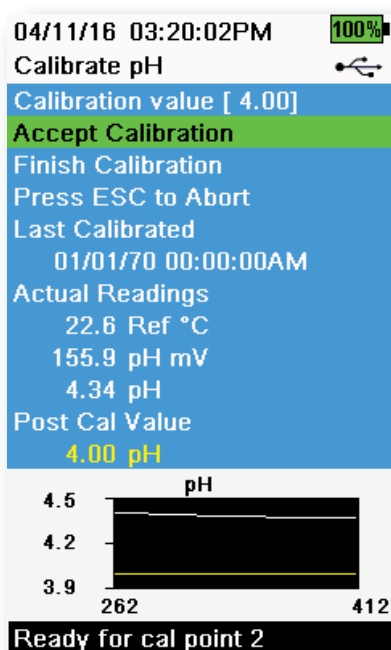 04/11/16 03:20:02PM 100%
Calibrate pH
Calibration value [ 4.00]
Accept Calibration
Finish Calibration
Press ESC to Abort
Last Calibrated
01/01/70 00:00:00AM
Actual Readings
22.6 Ref °C
155.9 pH mV
4.34 pH
Post Cal Value
4.00 pH
pH
4.5
4.2
3.9
262 412
Ready for cal point 2